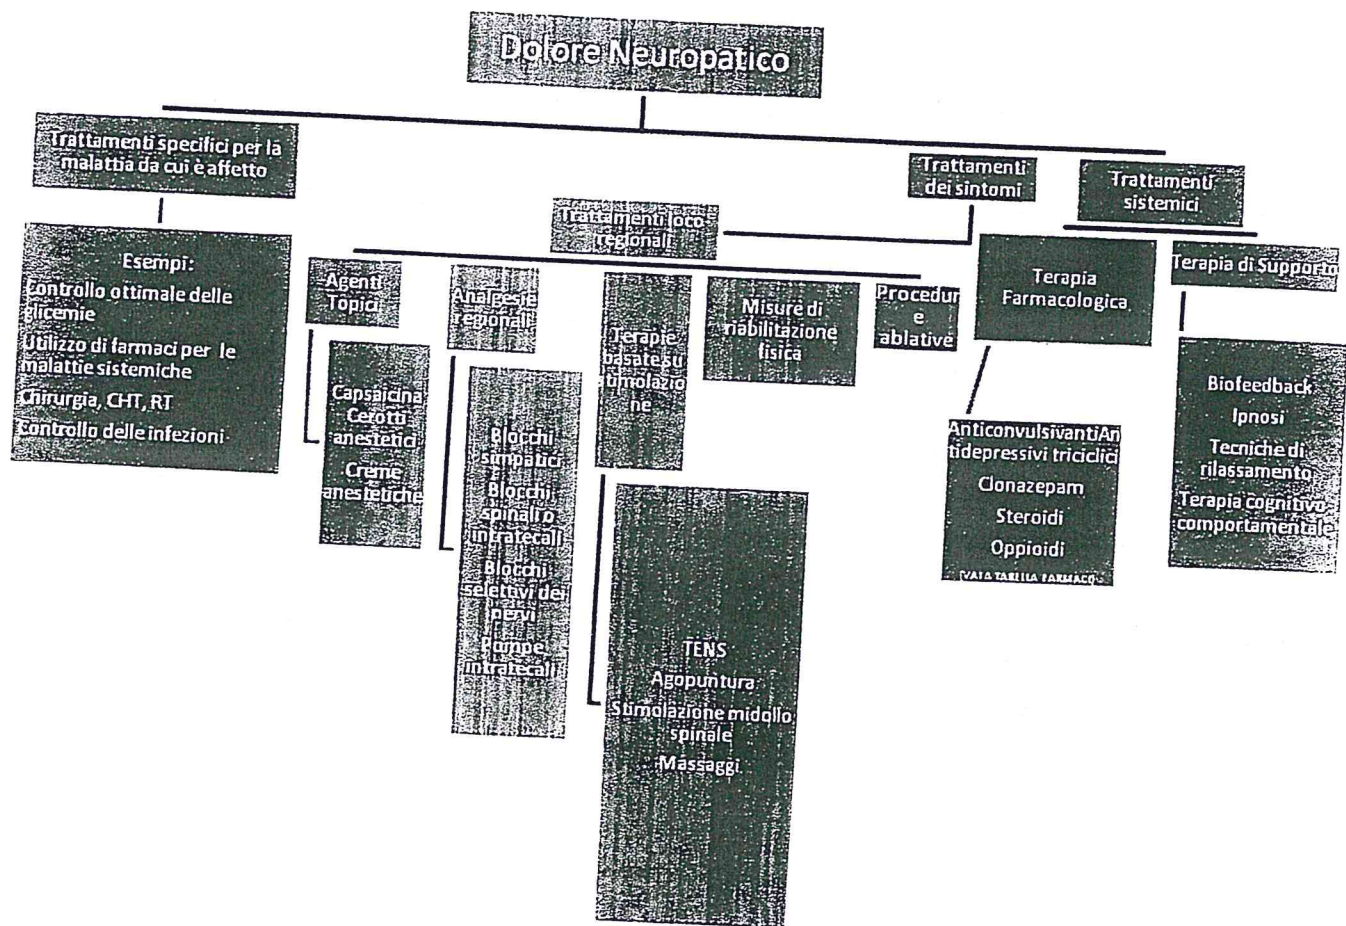 Dolore Neuropatico
Trattamenti specifici per la
malattia da cui è affetto
Esempi:
Controllo ottimale delle
glicemie
Utilizzo di farmaci per le
malattie sistemiche
Chirurgia, CHT, RT
Controllo delle infezioni
Trattamenti
dei sintomi
Trattamenti loco
regionali
Agenti
Topici
Capsaicina
Cerotti
anestetici
Creme
anestetiche
Analgesie
regionali
Blocchi
simpatici
Blocchi
spinali o
intratecali
Blocchi
selettivi dei
nervi
Pompe
intratecali
Terapie
basate su
stimolazio
ne
TENS
Agopuntura
Stimolazione midollo
spinale
Massaggi
Misure di
riabilitazione
fisica
Procedur
e
ablative
Trattamenti
sistemici
Terapia
Farmacologica
AnticonvulsivantiAn
tidepressivi triciclici
Clonazepam
Steroidi
Oppioidi
TABELLA FARMACO
Terapia di Supporto
Biofeedback
Ipnosi
Tecniche di
rilassamento
Terapia cognitivo
comportamentale